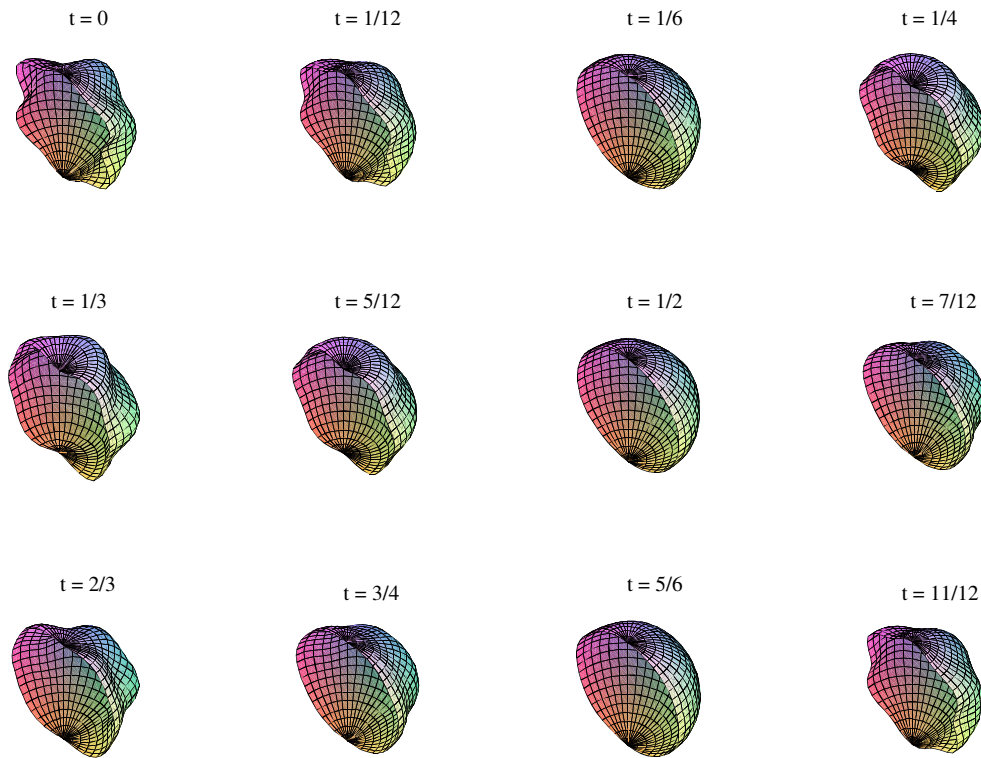 t = 0
t = 1/12
t = 1/6
t = 1/4
t = 1/3
t = 5/12
t = 1/2
t = 7/12
t = 2/3
t = 3/4
t = 5/6
t = 11/12